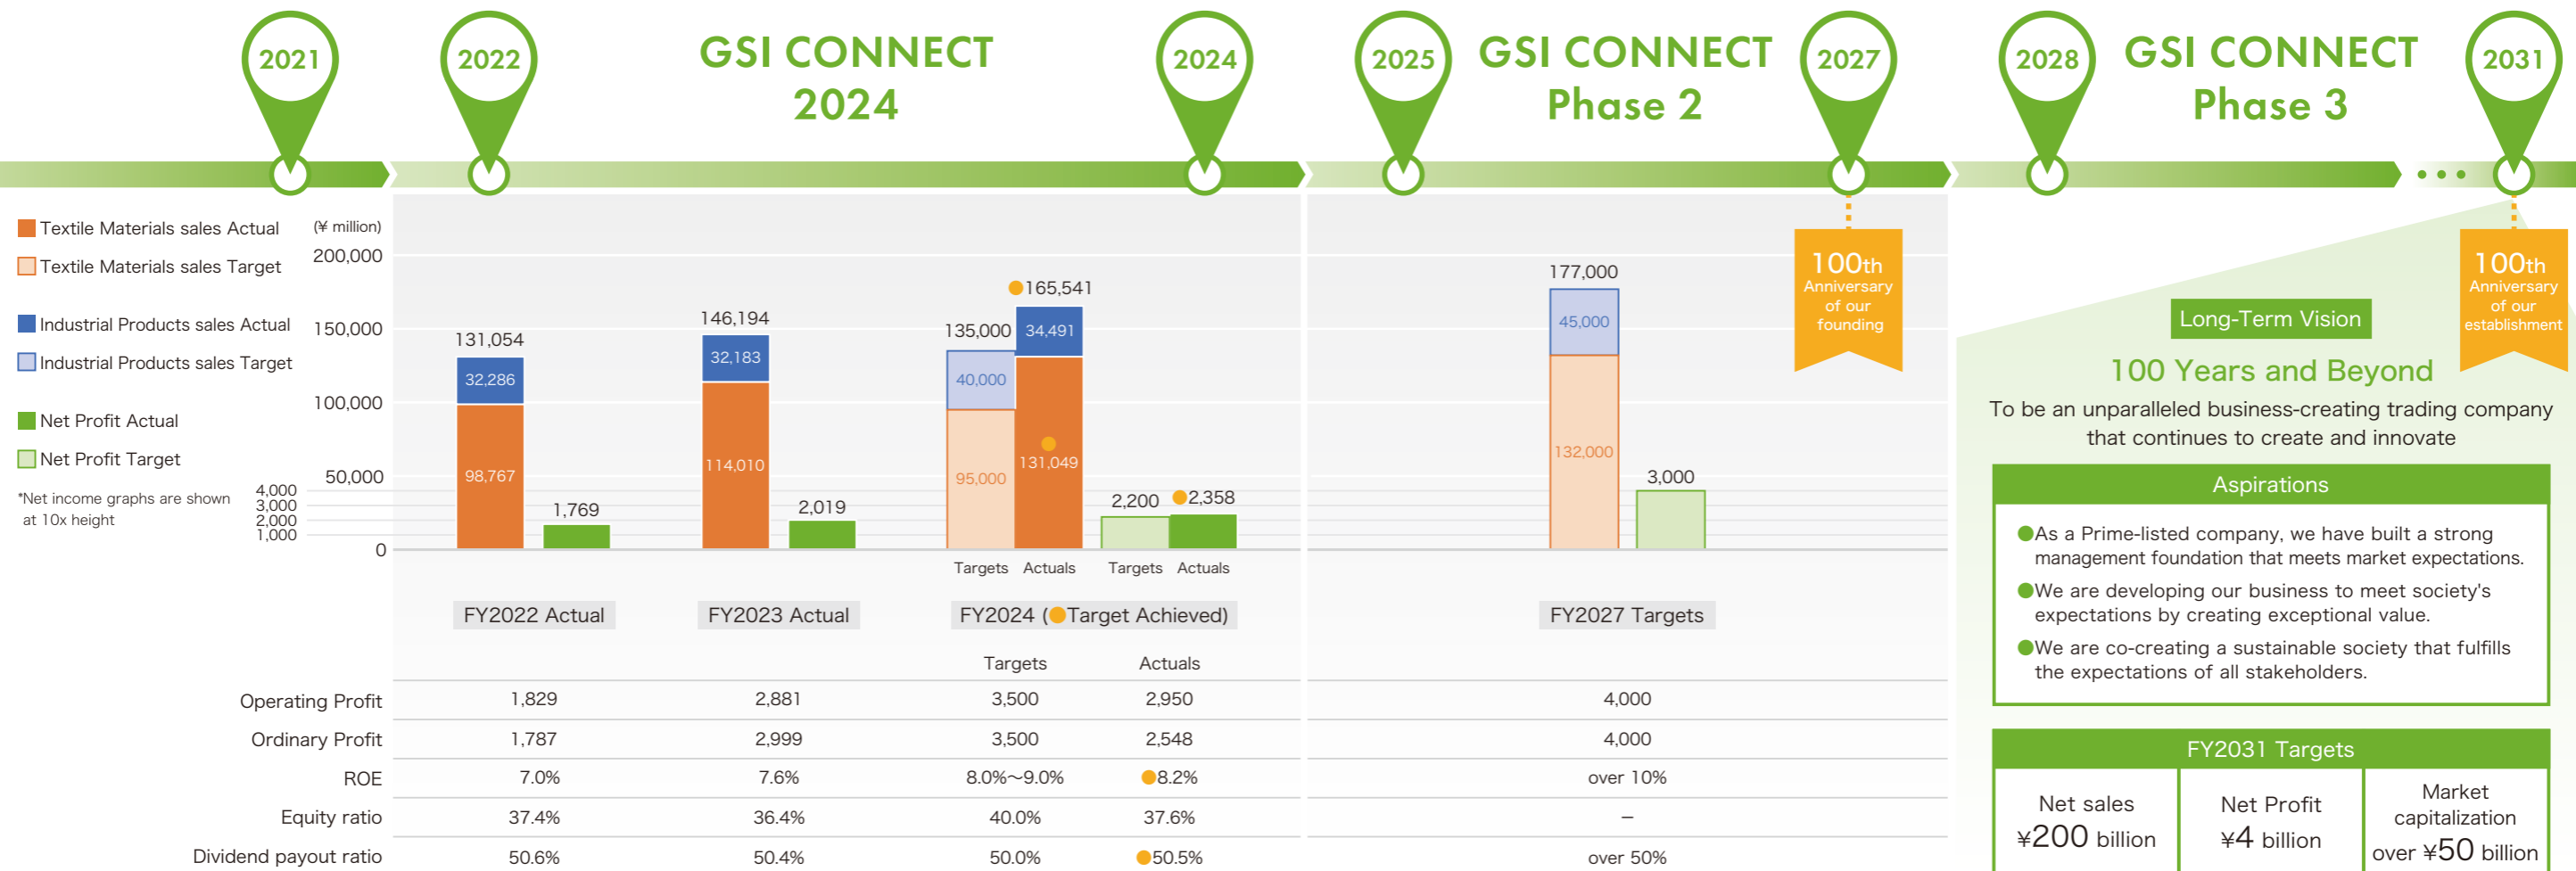 2021
2022
GSI CONNECT
2024
2024
2025
GSI CONNECT
Phase 2
2027
2028
GSI CONNECT
Phase 3
2031
Textile Materials sales Actual
Textile Materials sales Target
Industrial Products sales Actual
Industrial Products sales Target
Net Profit Actual
Net Profit Target
*Net income graphs are shown
at 10x height
(¥ million)
200,000
150,000
100,000
50,000
4,000
3,000
2,000
1,000
0
131,054
32,286
98,767
1,769
FY2022 Actual
146,194
32,183
114,010
2,019
FY2023 Actual
135,000
40,000
95,000
●165,541
34,491
●
131,049
2,200
●2,358
Targets Actuals Targets Actuals
FY2024 (●Target Achieved)
177,000
45,000
132,000
3,000
FY2027 Targets
100th
Anniversary
of our
founding
Targets Actuals
Operating Profit 1,829 2,881 3,500 2,950 4,000
Ordinary Profit 1,787 2,999 3,500 2,548 4,000
ROE 7.0% 7.6% 8.0%～9.0% ●8.2% over 10%
Equity ratio 37.4% 36.4% 40.0% 37.6% –
Dividend payout ratio 50.6% 50.4% 50.0% ●50.5% over 50%
100th
Anniversary
of our
establishment
Long-Term Vision
100 Years and Beyond
To be an unparalleled business-creating trading company
that continues to create and innovate
Aspirations
●As a Prime-listed company, we have built a strong
management foundation that meets market expectations.
●We are developing our business to meet society's
expectations by creating exceptional value.
●We are co-creating a sustainable society that fulfills
the expectations of all stakeholders.
FY2031 Targets
Net sales
¥200 billion
Net Profit
¥4 billion
Market
capitalization
over ¥50 billion